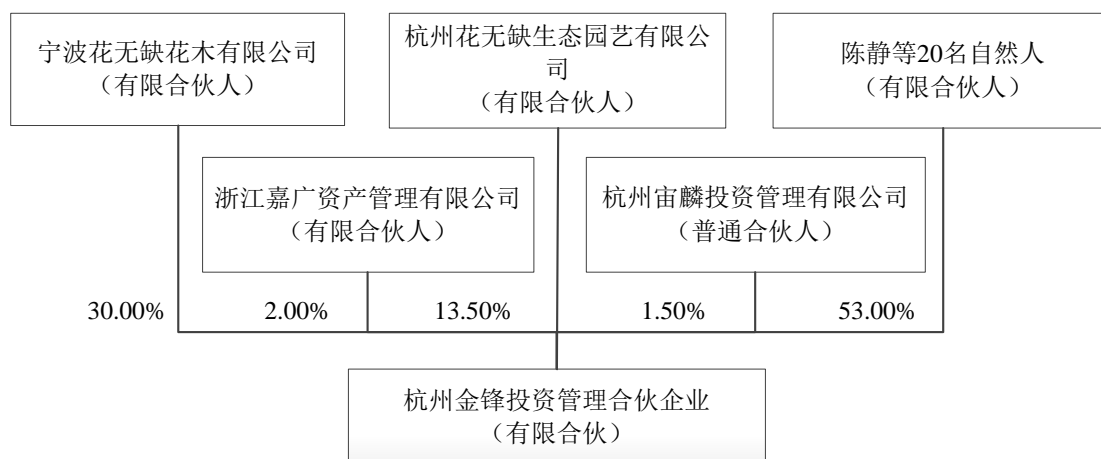 宁波花无缺花木有限公司
（有限合伙人）
杭州花无缺生态园艺有限公
司
（有限合伙人）
陈静等20名自然人
（有限合伙人）
浙江嘉广资产管理有限公司
（有限合伙人）
杭州宙麟投资管理有限公司
（普通合伙人）
30.00%
2.00%
13.50%
1.50%
53.00%
杭州金锋投资管理合伙企业
（有限合伙）